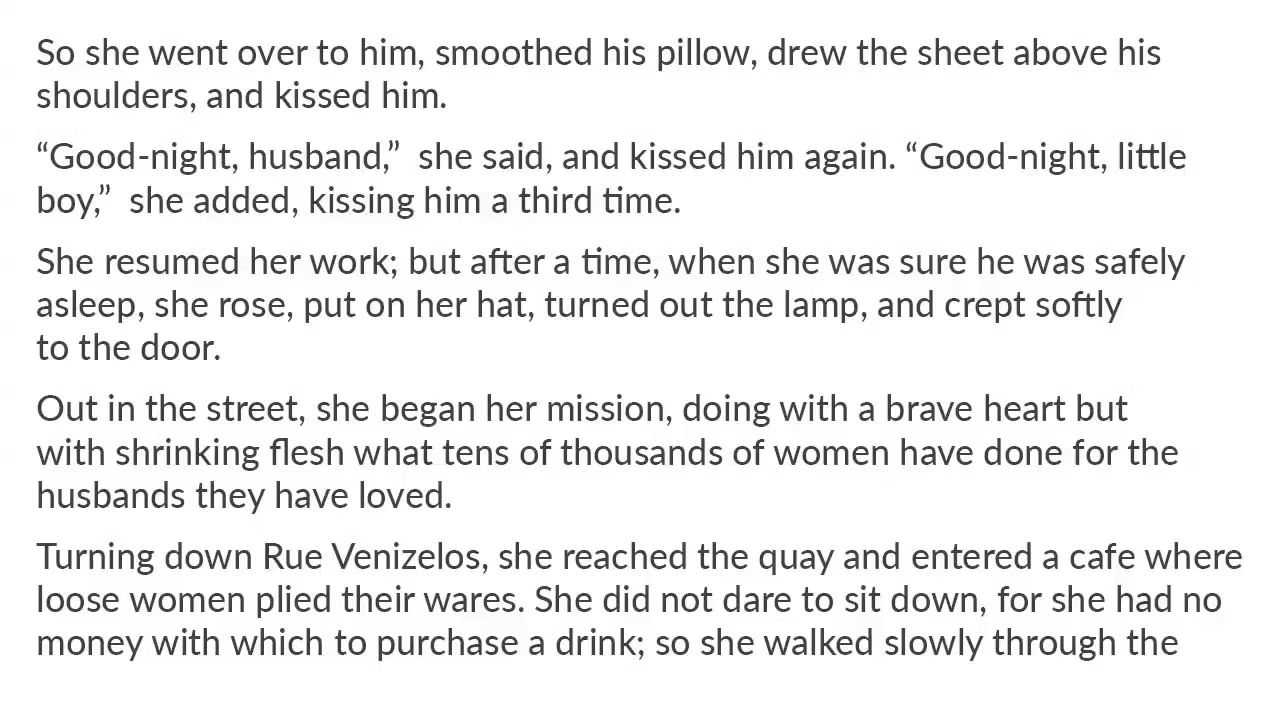 So she went over to him, smoothed his pillow, drew the sheet above his
shoulders, and kissed him.
“Good-night, husband,”  she said, and kissed him again. “Good-night, little
boy,”  she added, kissing him a third time.
She resumed her work; but after a time, when she was sure he was safely
asleep, she rose, put on her hat, turned out the lamp, and crept softly
to the door.
Out in the street, she began her mission, doing with a brave heart but
with shrinking flesh what tens of thousands of women have done for the
husbands they have loved.
Turning down Rue Venizelos, she reached the quay and entered a cafe where
loose women plied their wares. She did not dare to sit down, for she had no
money with which to purchase a drink; so she walked slowly through the